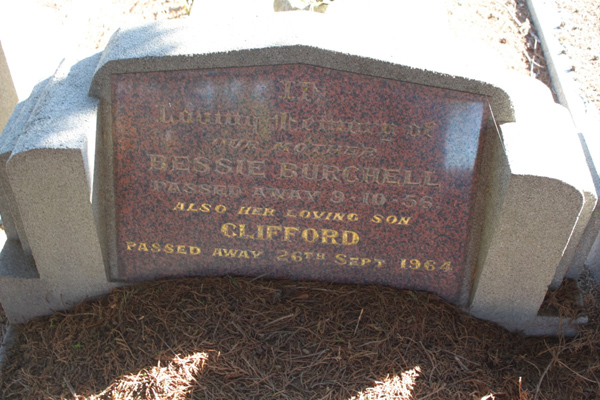 IN
Loving Memory of
OUR MOTHER
BESSIE BURCHELL
PASSED AWAY 9-10-56
ALSO HER LOVING SON
CLIFFORD
PASSED AWAY 26TH SEPT 1964